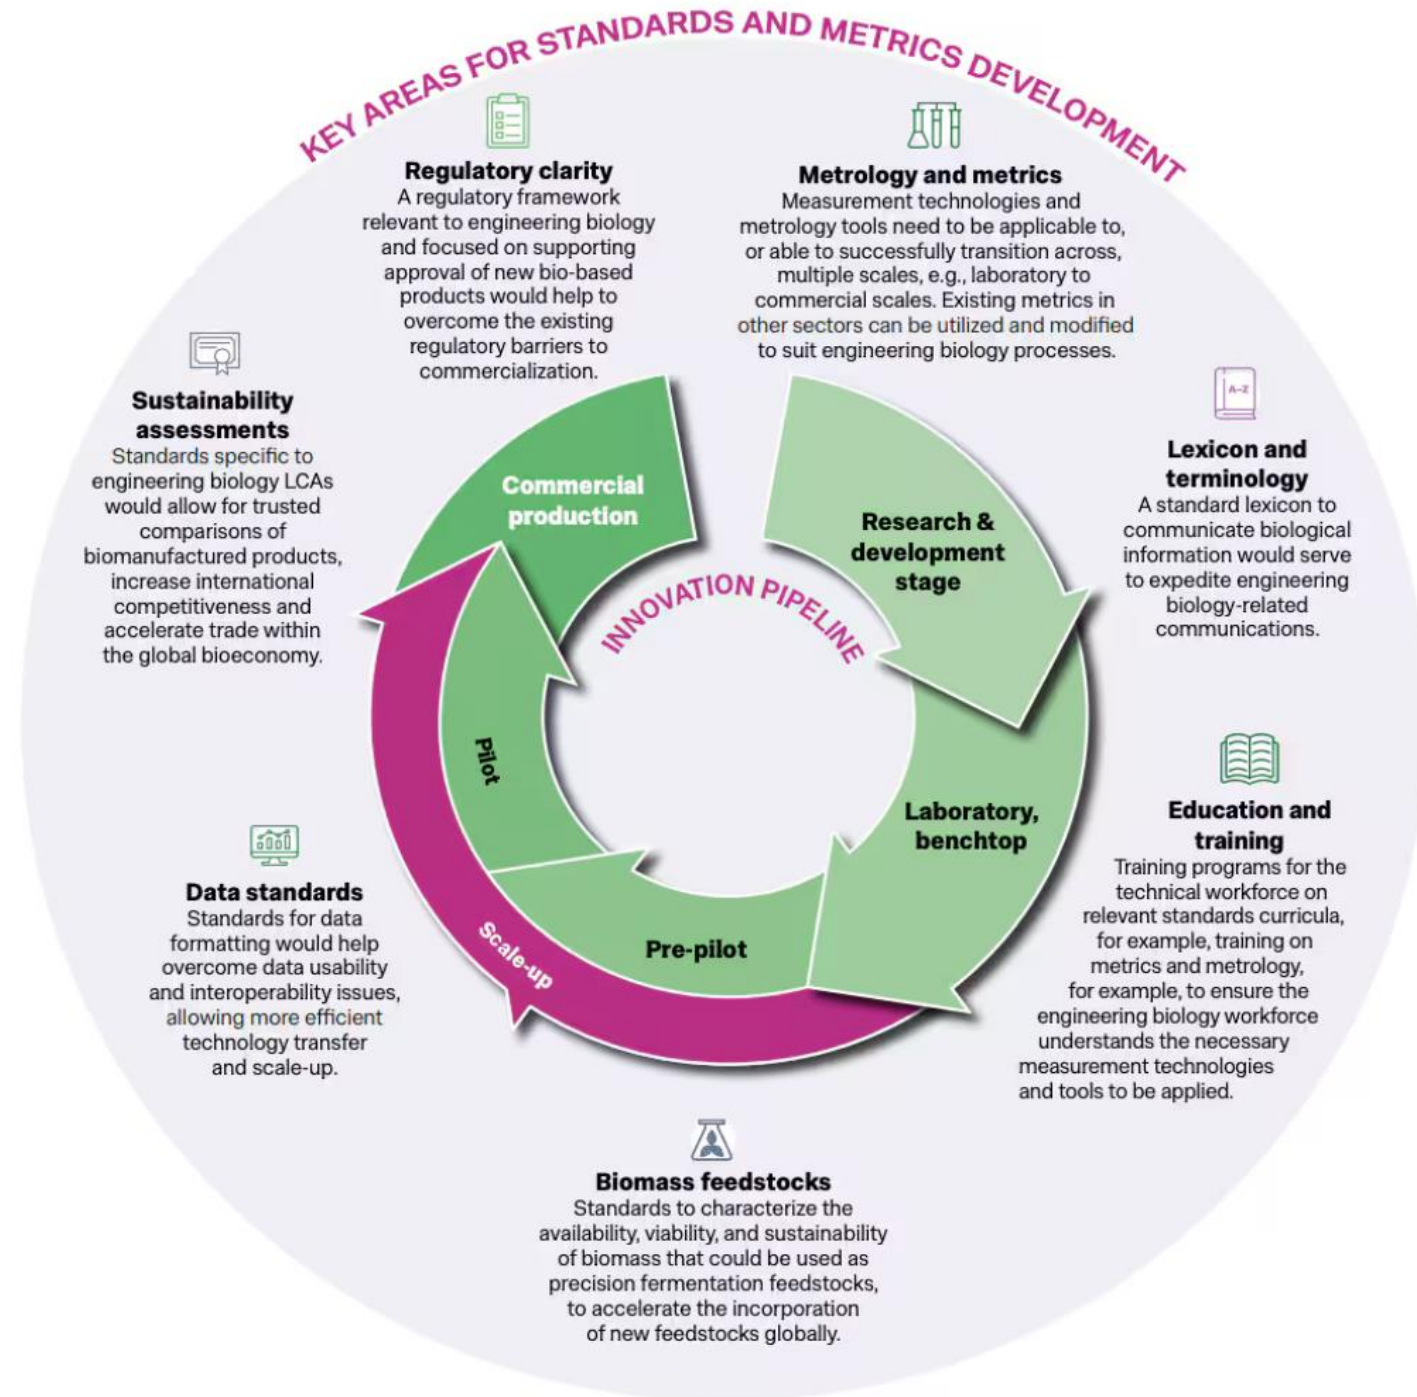 KEY AREAS FOR STANDARDS AND METRICS DEVELOPMENT
Regulatory clarity
A regulatory framework
relevant to engineering biology
and focused on supporting
approval of new bio-based
products would help to
overcome the existing
regulatory barriers to
commercialization.
Metrology and metrics
Measurement technologies and
metrology tools need to be applicable to,
or able to successfully transition across,
multiple scales, e.g., laboratory to
commercial scales. Existing metrics in
other sectors can be utilized and modified
to suit engineering biology processes.
A–Z
Lexicon and
terminology
A standard lexicon to
communicate biological
information would serve
to expedite engineering
biology-related
communications.
Education and
training
Training programs for the
technical workforce on
relevant standards curricula,
for example, training on
metrics and metrology,
for example, to ensure the
engineering biology workforce
understands the necessary
measurement technologies
and tools to be applied.
Biomass feedstocks
Standards to characterize the
availability, viability, and sustainability
of biomass that could be used as
precision fermentation feedstocks,
to accelerate the incorporation
of new feedstocks globally.
Data standards
Standards for data
formatting would help
overcome data usability
and interoperability issues,
allowing more efficient
technology transfer
and scale-up.
Sustainability
assessments
Standards specific to
engineering biology LCAs
would allow for trusted
comparisons of
biomanufactured products,
increase international
competitiveness and
accelerate trade within
the global bioeconomy.
INNOVATION PIPELINE
Research &
development
stage
Laboratory,
benchtop
Pre-pilot
Scale-up
Pilot
Commercial
production